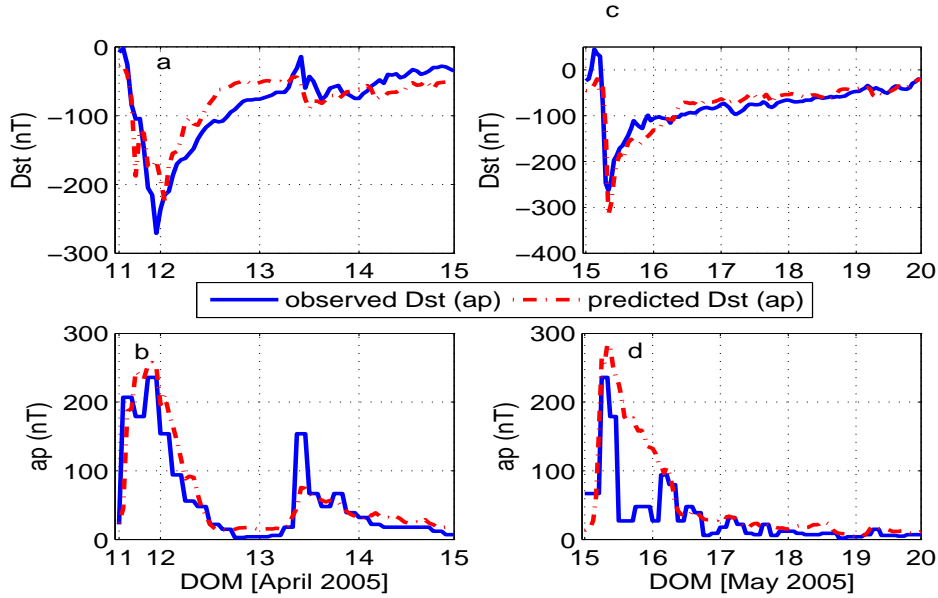 c
0
−100
−200
−300
Dst (nT)
a
11 12 13 14 15
0
−100
−200
−300
−400
Dst (nT)
15 16 17 18 19 20
observed Dst (ap) predicted Dst (ap)
300
200
100
0
ap (nT)
b
11 12 13 14 15
DOM [April 2005]
300
200
100
0
ap (nT)
d
15 16 17 18 19 20
DOM [May 2005]